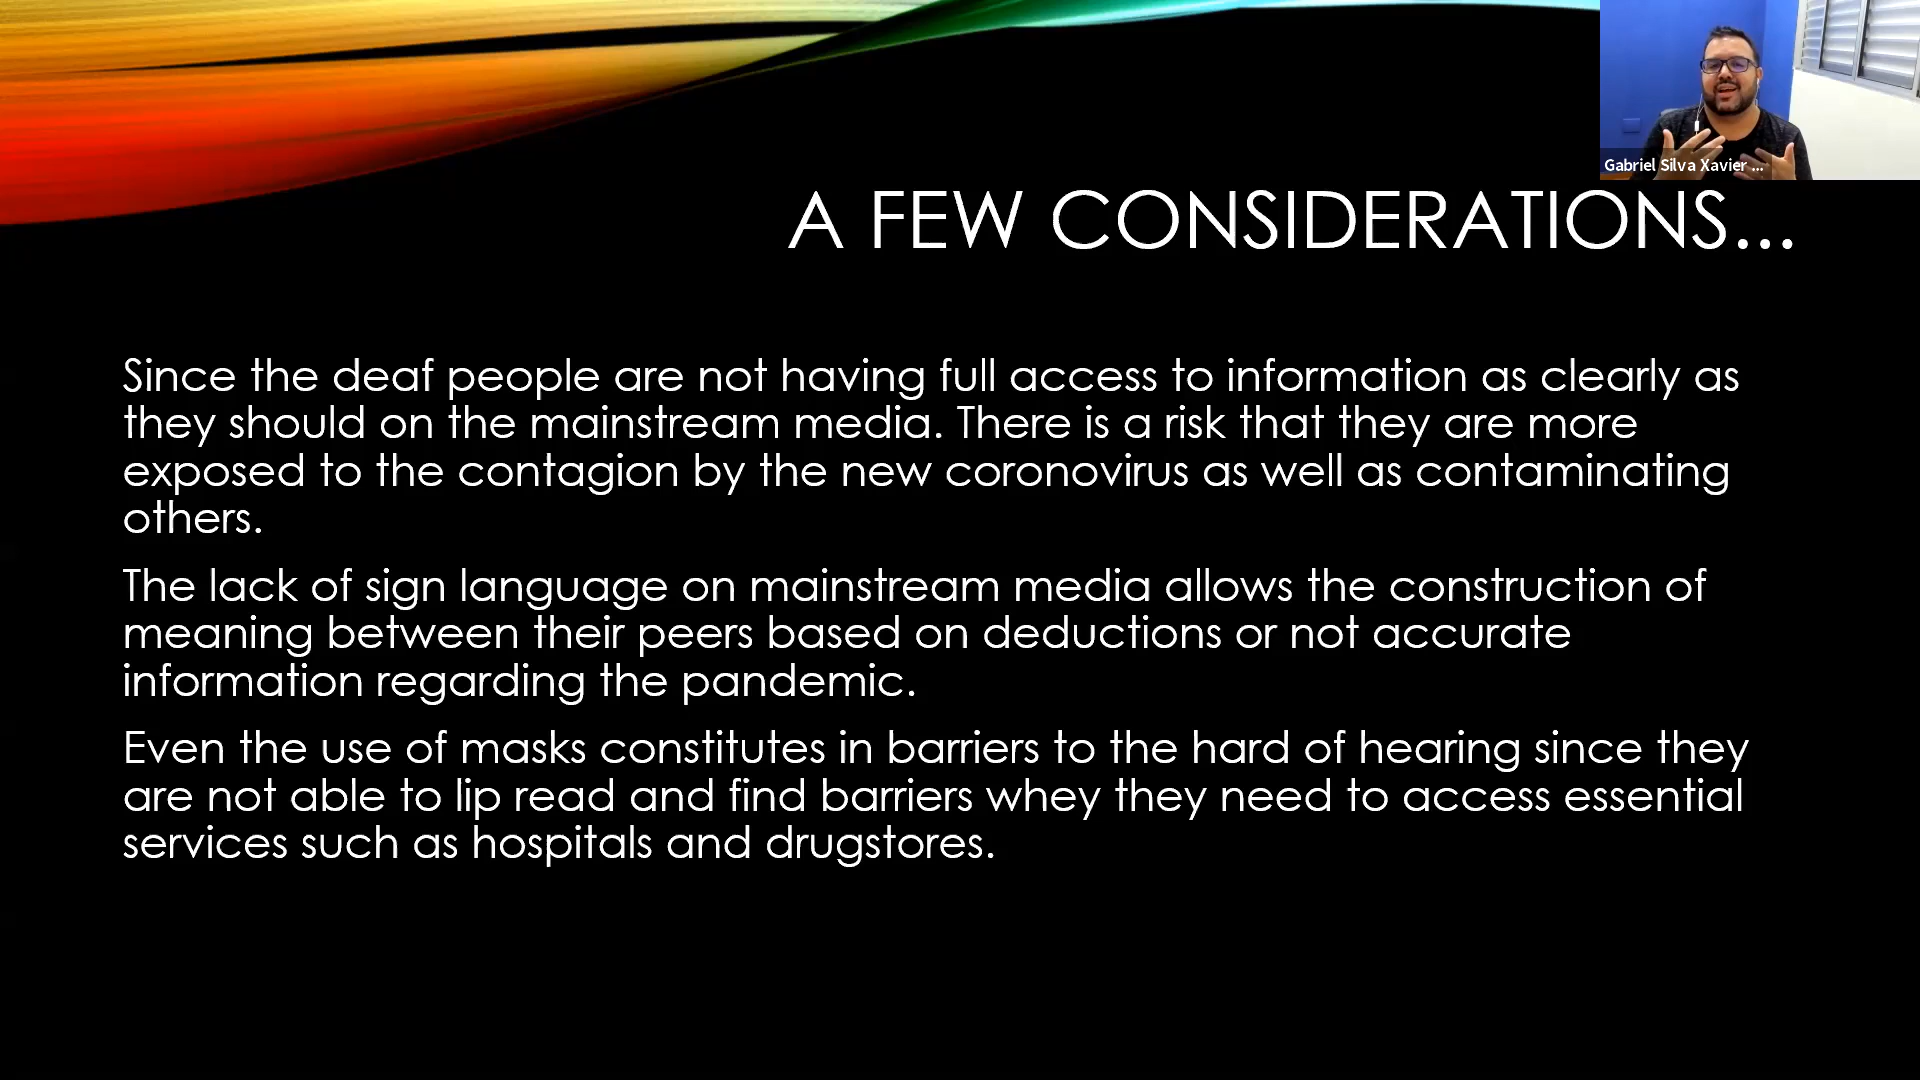 Gabriel Silva Xavier ...
A FEW CONSIDERATIONS...
Since the deaf people are not having full access to information as clearly as
they should on the mainstream media. There is a risk that they are more
exposed to the contagion by the new coronovirus as well as contaminating
others.
The lack of sign language on mainstream media allows the construction of
meaning between their peers based on deductions or not accurate
information regarding the pandemic.
Even the use of masks constitutes in barriers to the hard of hearing since they
are not able to lip read and find barriers whey they need to access essential
services such as hospitals and drugstores.